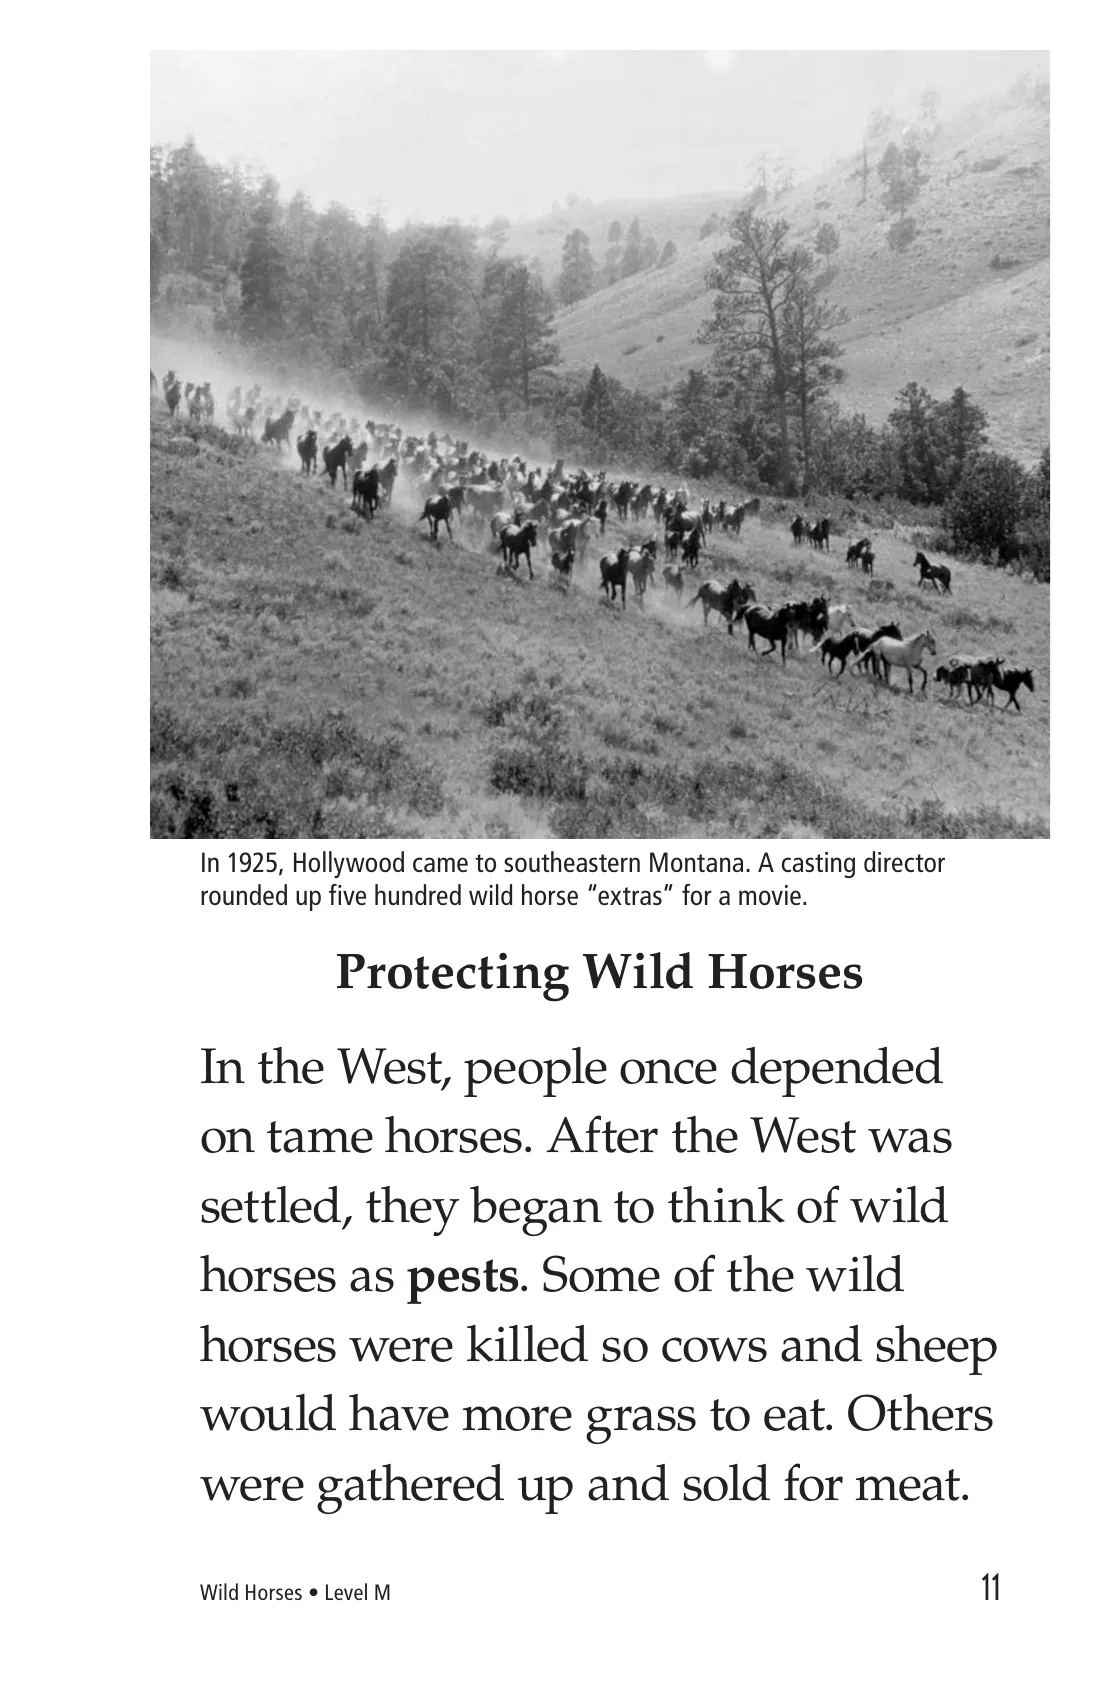 In 1925, Hollywood came to southeastern Montana. A casting director
rounded up five hundred wild horse “extras” for a movie.
Protecting Wild Horses
In the West, people once depended
on tame horses. After the West was
settled, they began to think of wild
horses as pests. Some of the wild
horses were killed so cows and sheep
would have more grass to eat. Others
were gathered up and sold for meat.
Wild Horses • Level M
11